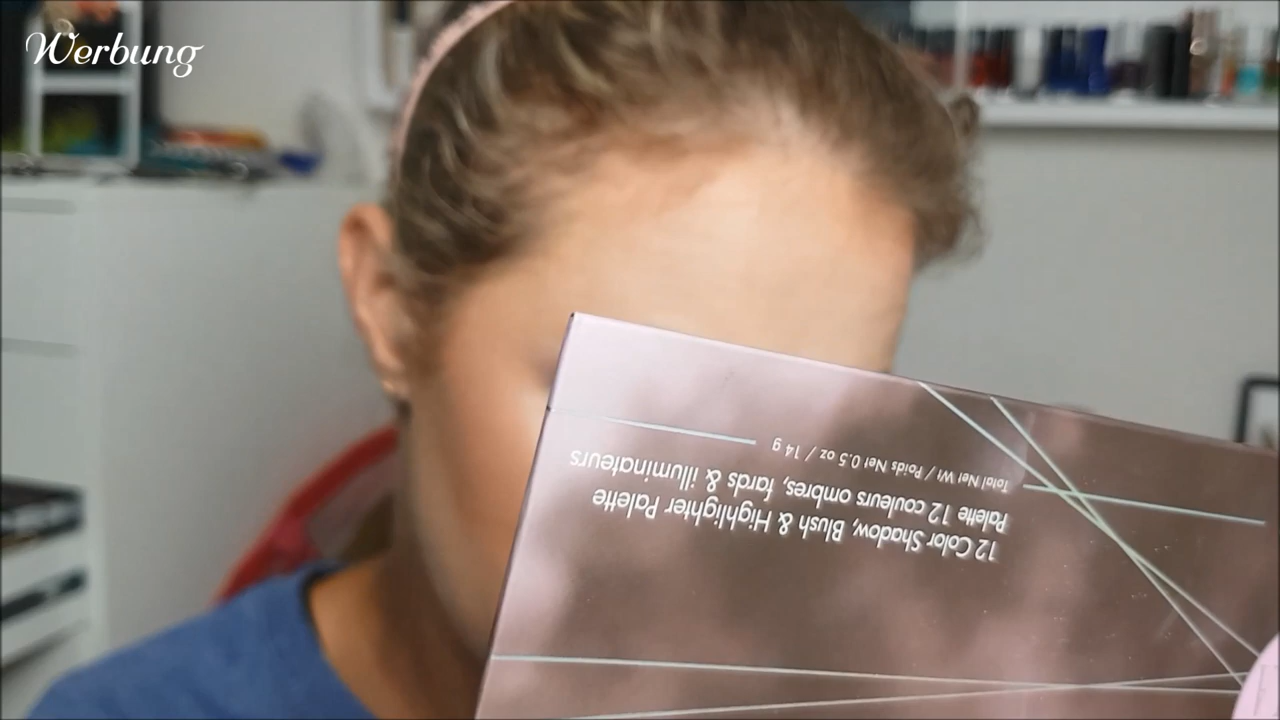 Werbung
12 Color Shadow, Blush & Highlighter Palette
Palette 12 couleurs ombres, fards & illuminateurs
Total Net Wt / Poids Net 0.5 oz / 14 g